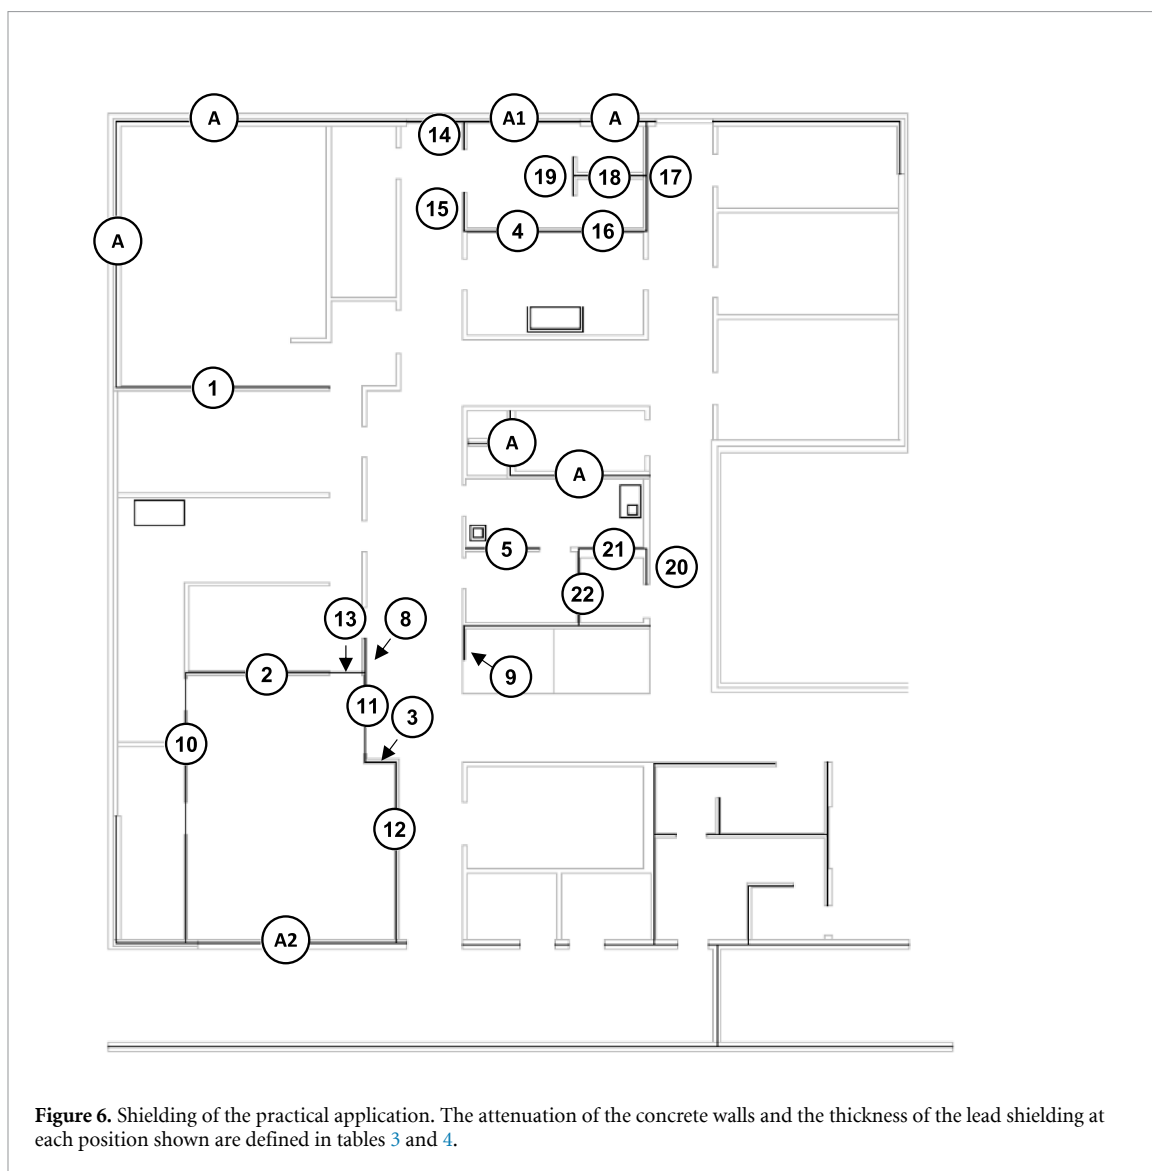 A
A1
A
14
19
18
17
15
4
16
A
1
A
A
5
21
20
22
13
8
2
9
11
3
10
12
A2
Figure 6. Shielding of the practical application. The attenuation of the concrete walls and the thickness of the lead shielding at
each position shown are defined in tables 3 and 4.